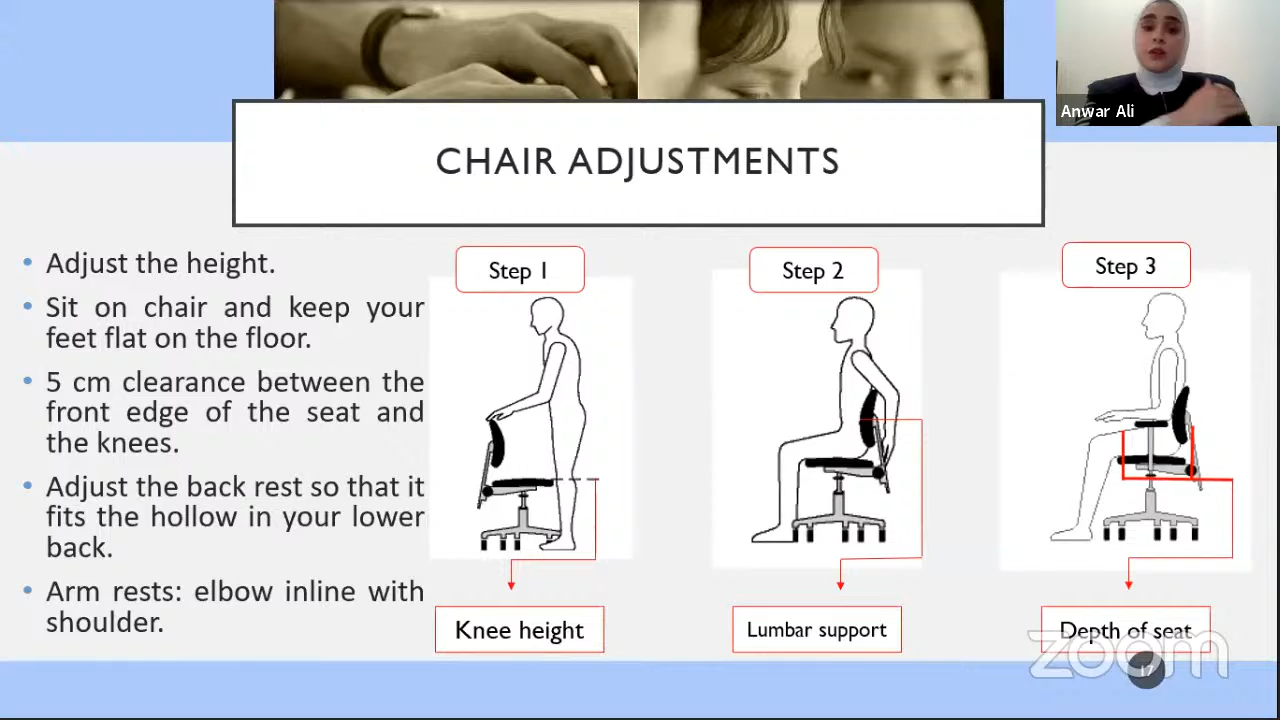 Anwar Ali
CHAIR ADJUSTMENTS
• Adjust the height.
• Sit on chair and keep your
feet flat on the floor.
• 5 cm clearance between the
front edge of the seat and
the knees.
• Adjust the back rest so that it
fits the hollow in your lower
back.
• Arm rests: elbow inline with
shoulder.
Step 1
Step 2
Step 3
Knee height
Lumbar support
Depth of seat
zoom
17